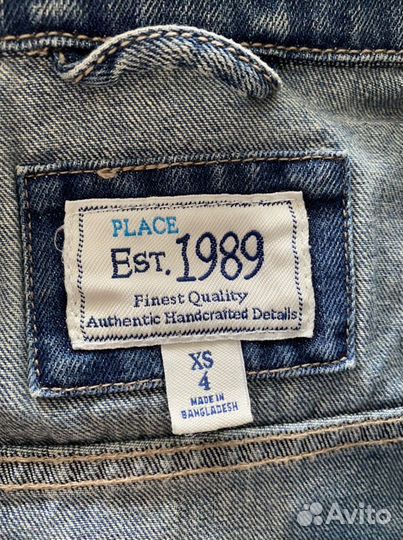 PLACE
EST. 1989
Finest Quality
Authentic Handcrafted Details
XS
4
MADE IN
BANGLADESH
Avito